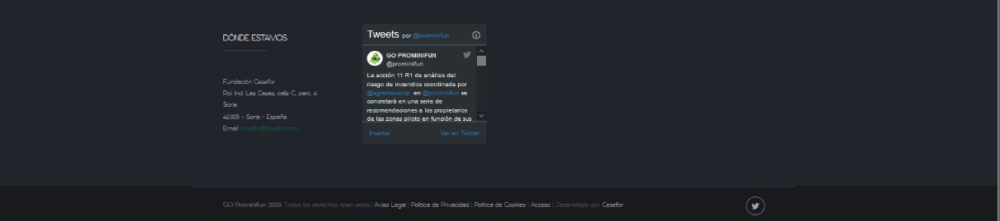 DÓNDE ESTAMOS
Fundación Cesefor
Pol. Ind. Las Casas, calle C, parc. 4
Soria
42.005 - Soria - España
Email: cesefor@cesefor.com
Tweets por @prominifun
GO PROMINIFUN
@prominifun
La acción 11 R1 de análisis del
riesgo de incendios coordinada por
@agrestascoop en @prominifun se
concretará en una serie de
recomendaciones a los propietarios
de las zonas piloto en función de sus
Insertar Ver en Twitter
GO Prominifun 2020. Todos los derechos reservados | Aviso Legal | Política de Privacidad | Política de Cookies | Acceso | Desarrollado por Cesefor